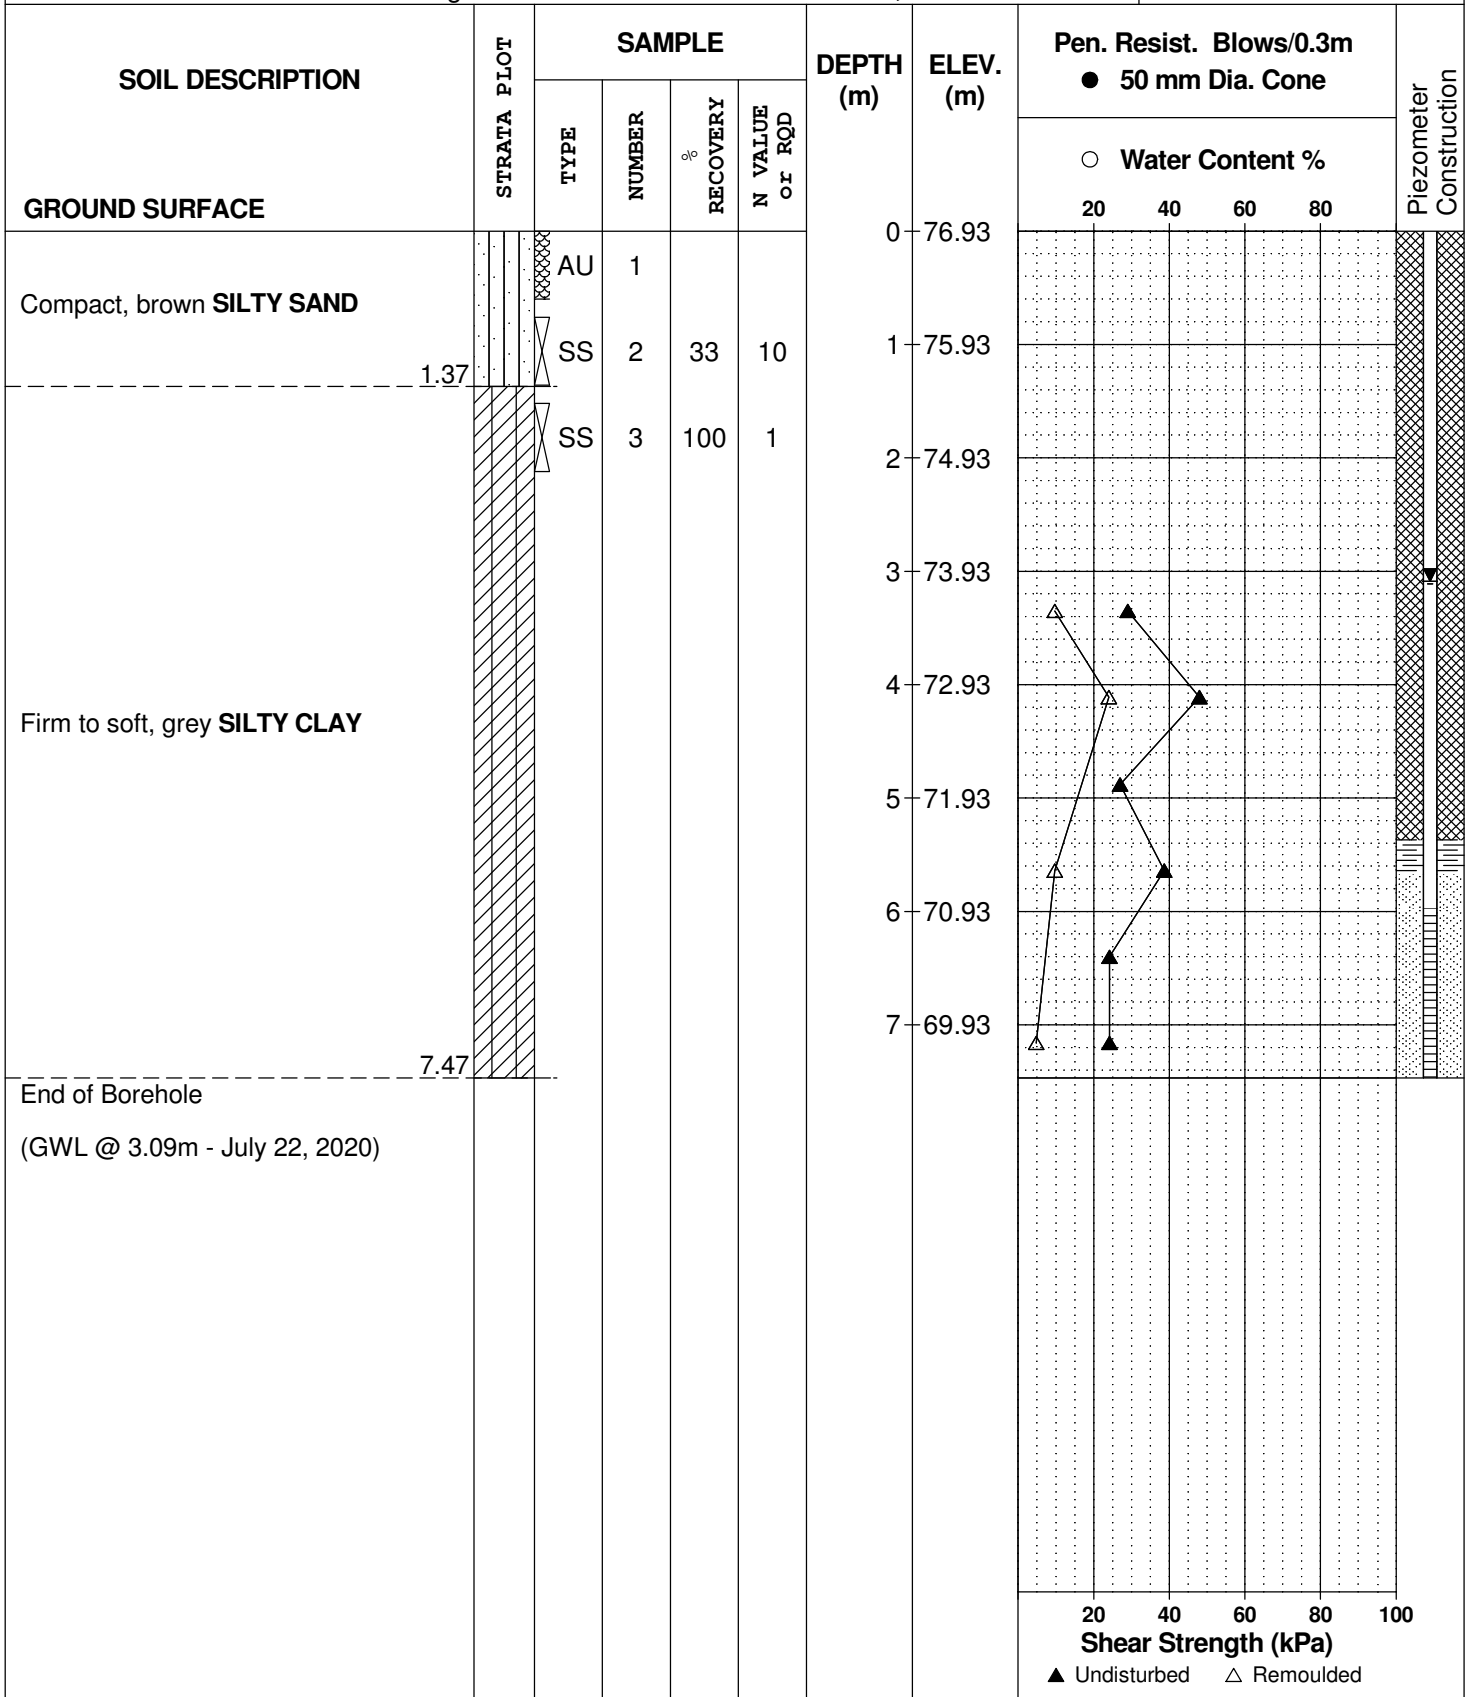 SOIL DESCRIPTION
GROUND SURFACE
STRATA PLOT
SAMPLE
TYPE
NUMBER
% RECOVERY
N VALUE or RQD
DEPTH (m)
ELEV. (m)
Pen. Resist. Blows/0.3m
● 50 mm Dia. Cone
○ Water Content %
20 40 60 80
Piezometer Construction
0 76.93
AU 1
Compact, brown SILTY SAND
SS 2 33 10
1 75.93
1.37
SS 3 100 1
2 74.93
3 73.93
4 72.93
Firm to soft, grey SILTY CLAY
5 71.93
6 70.93
7 69.93
7.47
End of Borehole
(GWL @ 3.09m - July 22, 2020)
20 40 60 80 100
Shear Strength (kPa)
▲ Undisturbed △ Remoulded